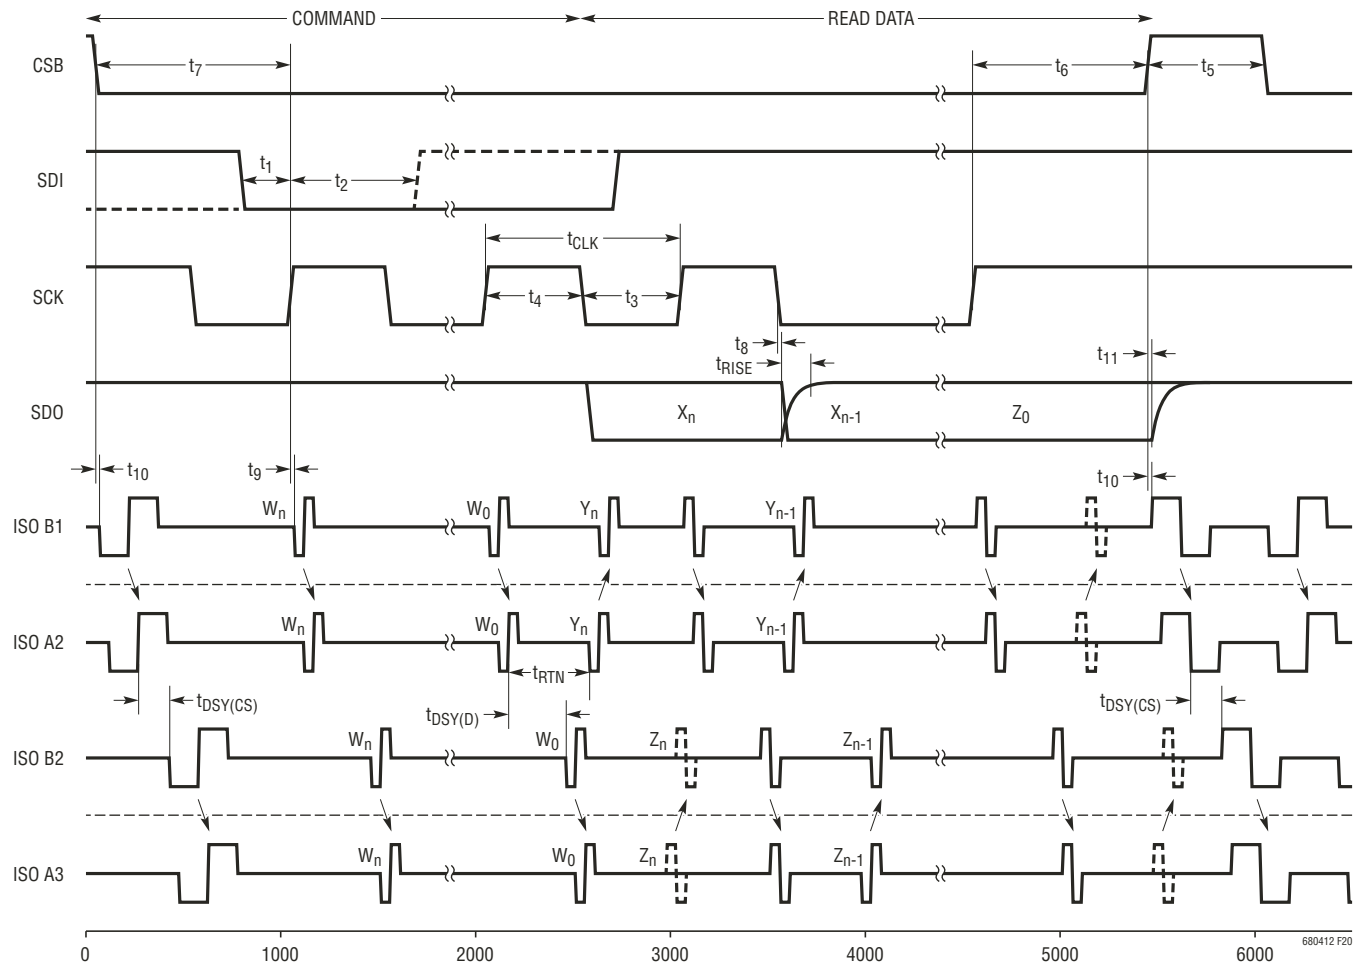 COMMAND READ DATA
CSB t7 t6 t5
SDI t1 t2
tCLK
SCK t4 t3
t8 t11
tRISE
SDO Xn Xn-1 Z0
t10 t9 t10
Wn W0 Yn Yn-1
ISO B1
Wn W0 Yn Yn-1
ISO A2
tRTN
tDSY(CS) tDSY(D) tDSY(CS)
Wn W0 Zn Zn-1
ISO B2
Wn W0 Zn Zn-1
ISO A3
680412 F20
0 1000 2000 3000 4000 5000 6000